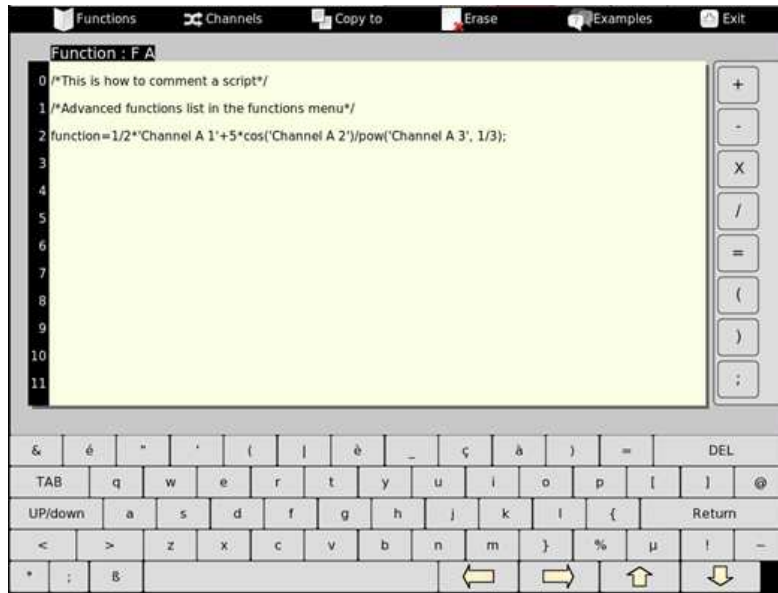 Functions Channels Copy to Erase Examples Exit
Function : F A
0 /*This is how to comment a script*/
1 /*Advanced functions list in the functions menu*/
2 function=1/2*'Channel A 1'+5*cos('Channel A 2')/pow('Channel A 3', 1/3);
3
4
5
6
7
8
9
10
11
+
-
X
/
=
(
)
;
& é " ' ( | è _ ç à ) = DEL
TAB q w e r t y u i o p [ ] @
UP/down a s d f g h j k l { Return
< > z x c v b n m } % µ ! ~
* ; ß